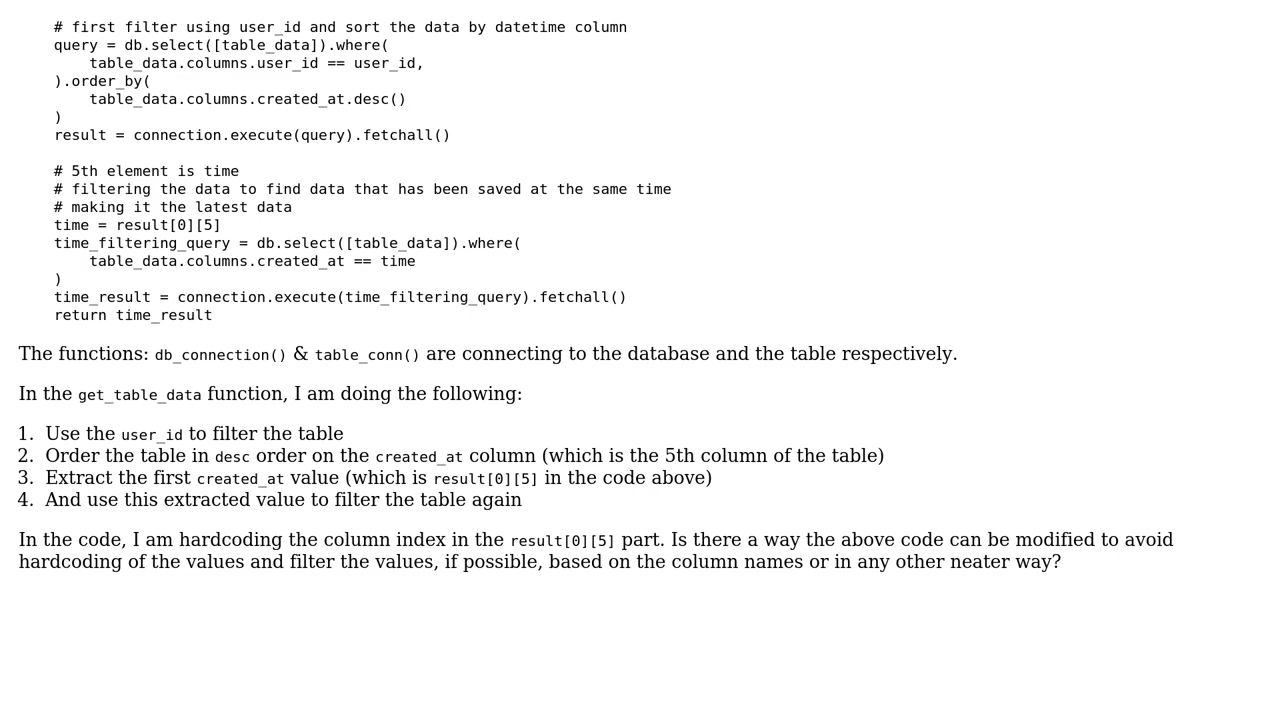 # first filter using user_id and sort the data by datetime column
query = db.select([table_data]).where(
    table_data.columns.user_id == user_id,
).order_by(
    table_data.columns.created_at.desc()
)
result = connection.execute(query).fetchall()

# 5th element is time
# filtering the data to find data that has been saved at the same time
# making it the latest data
time = result[0][5]
time_filtering_query = db.select([table_data]).where(
    table_data.columns.created_at == time
)
time_result = connection.execute(time_filtering_query).fetchall()
return time_result
The functions: db_connection() & table_conn() are connecting to the database and the table respectively.
In the get_table_data function, I am doing the following:
1. Use the user_id to filter the table
2. Order the table in desc order on the created_at column (which is the 5th column of the table)
3. Extract the first created_at value (which is result[0][5] in the code above)
4. And use this extracted value to filter the table again
In the code, I am hardcoding the column index in the result[0][5] part. Is there a way the above code can be modified to avoid
hardcoding of the values and filter the values, if possible, based on the column names or in any other neater way?